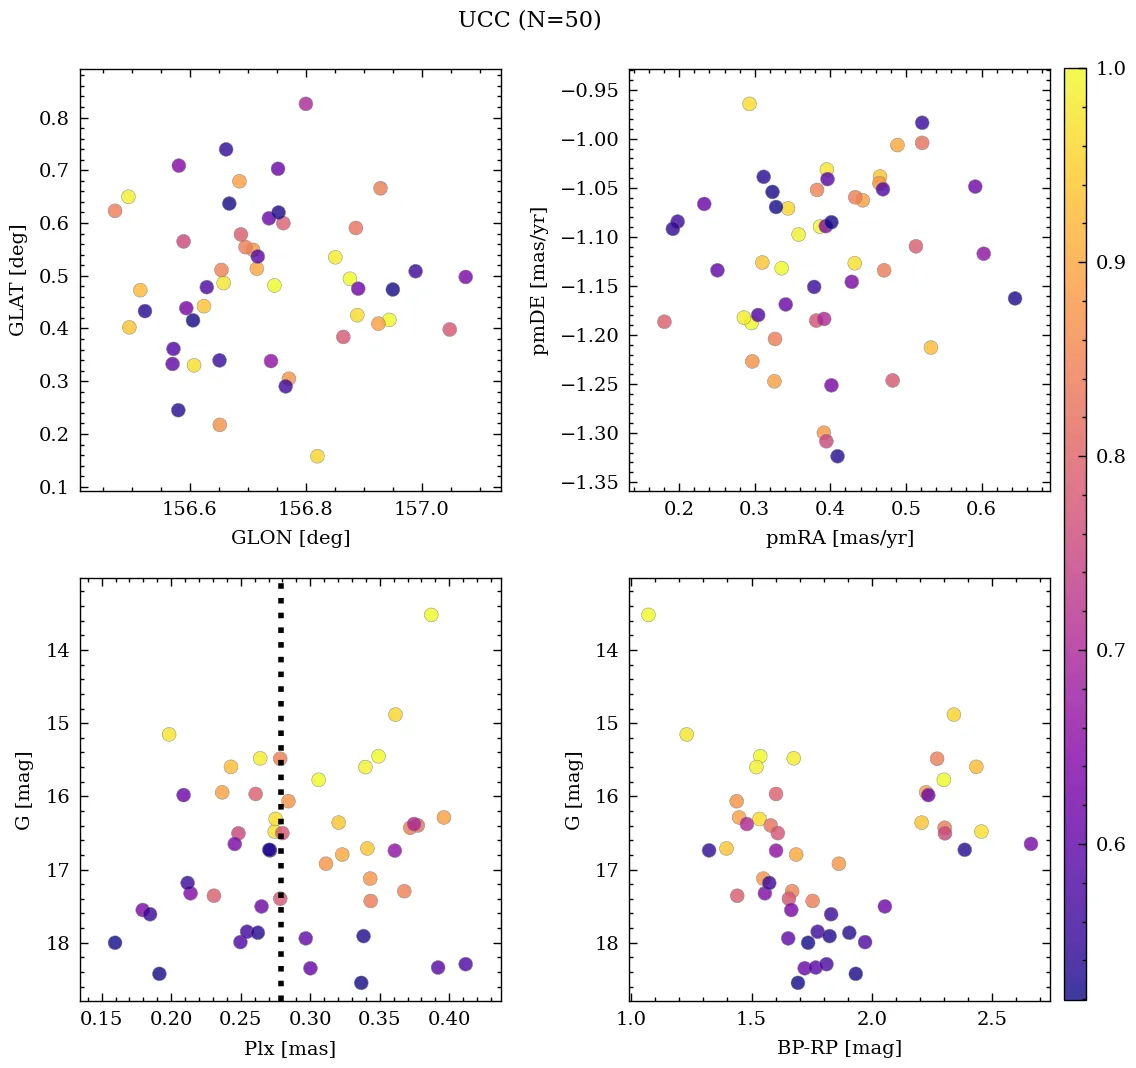 UCC (N=50)
0.8
0.7
0.6
0.5
0.4
0.3
0.2
0.1
GLAT [deg]
156.6 156.8 157.0
GLON [deg]
−0.95
−1.00
−1.05
−1.10
−1.15
−1.20
−1.25
−1.30
−1.35
pmDE [mas/yr]
0.2 0.3 0.4 0.5 0.6
pmRA [mas/yr]
14
15
16
17
18
G [mag]
0.15 0.20 0.25 0.30 0.35 0.40
Plx [mas]
14
15
16
17
18
G [mag]
1.0 1.5 2.0 2.5
BP-RP [mag]
1.0
0.9
0.8
0.7
0.6